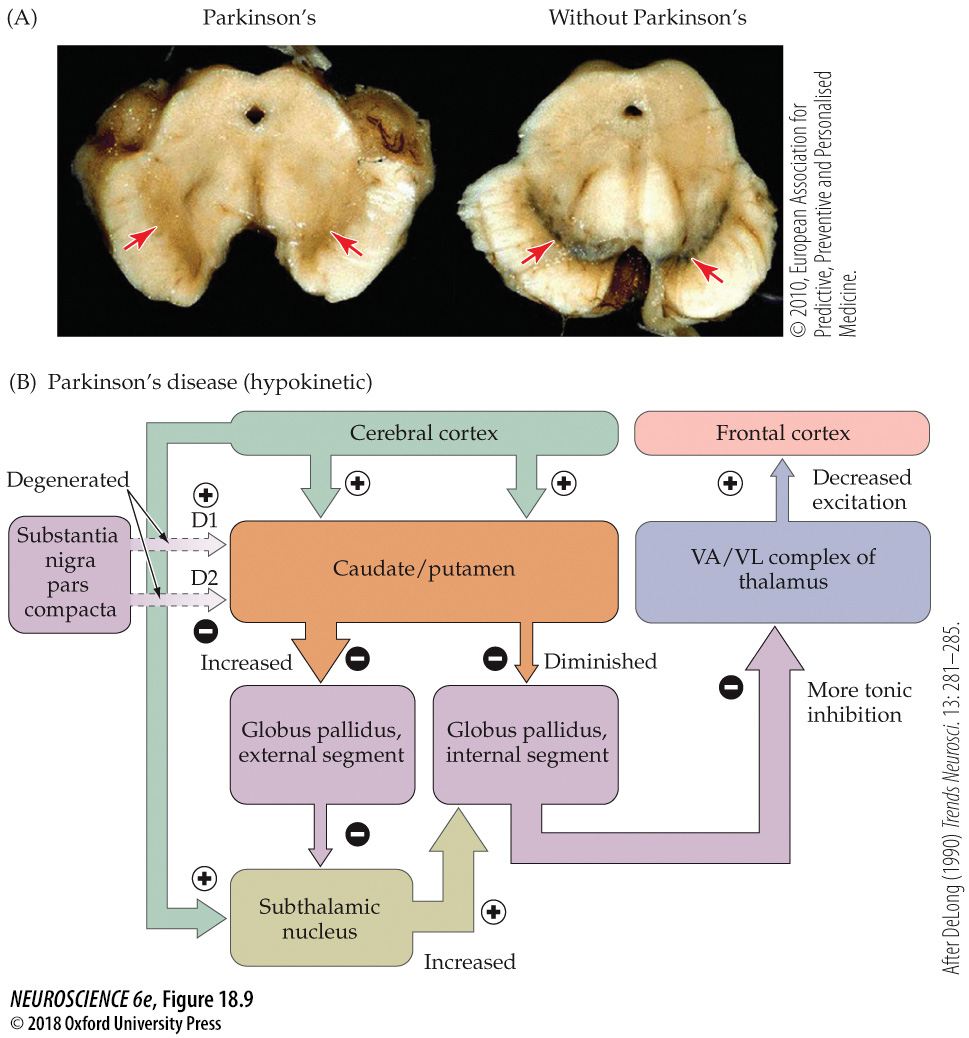 (A)
Parkinson's
Without Parkinson's
© 2010, European Association for
Predictive, Preventive and Personalised
Medicine.
(B) Parkinson's disease (hypokinetic)
Cerebral cortex
Frontal cortex
Degenerated
+
+
+
+
Decreased
excitation
D1
Substantia
nigra
pars
compacta
Caudate/putamen
VA/VL complex of
thalamus
D2
−
Increased
−
−
Diminished
−
More tonic
inhibition
Globus pallidus,
external segment
Globus pallidus,
internal segment
−
+
Subthalamic
nucleus
+
Increased
After DeLong (1990) Trends Neurosci. 13: 281–285.
NEUROSCIENCE 6e, Figure 18.9
© 2018 Oxford University Press